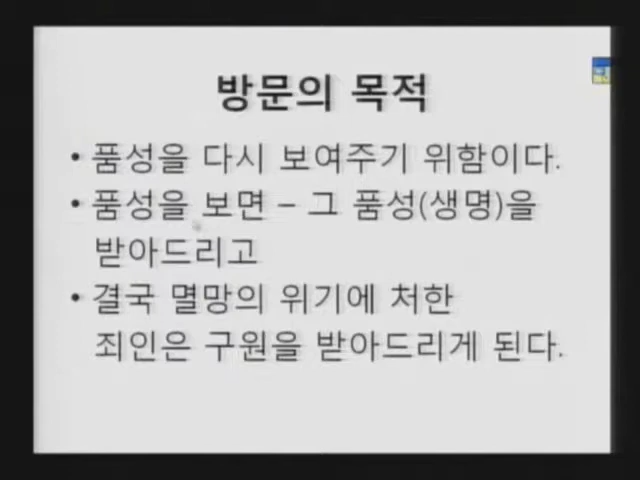 방문의 목적
• 품성을 다시 보여주기 위함이다.
• 품성을 보면 – 그 품성(생명)을
받아드리고
• 결국 멸망의 위기에 처한
죄인은 구원을 받아드리게 된다.